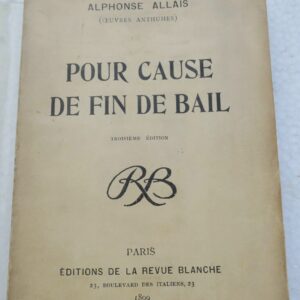 ALPHONSE ALLAIS
(ŒUVRES ANTHUMES)
POUR CAUSE
DE FIN DE BAIL
TROISIÈME ÉDITION
RB
PARIS
ÉDITIONS DE LA REVUE BLANCHE
23, BOULEVARD DES ITALIENS, 23
1899